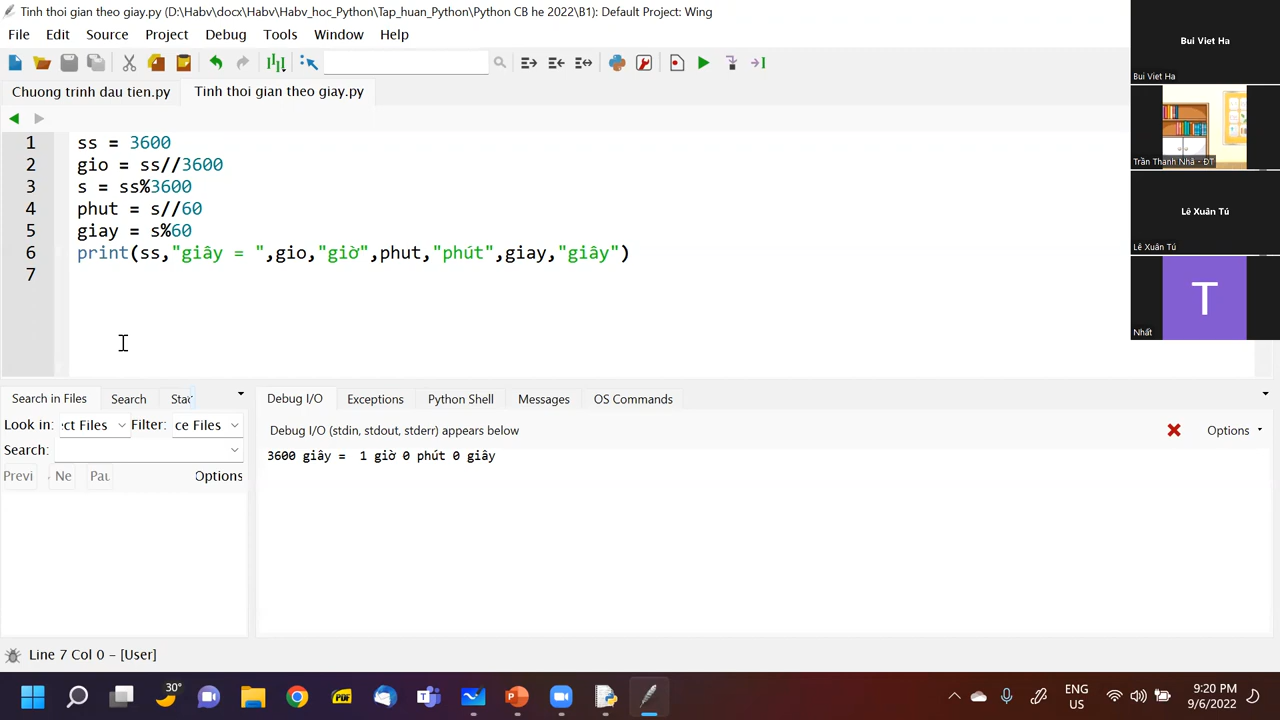 Tinh thoi gian theo giay.py (D:\Habv\docx\Habv\Habv_hoc_Python\Tap_huan_Python\Python CB he 2022\B1): Default Project: Wing
File Edit Source Project Debug Tools Window Help
Chuong trinh dau tien.py Tinh thoi gian theo giay.py
1 ss = 3600
2 gio = ss//3600
3 s = ss%3600
4 phut = s//60
5 giay = s%60
6 print(ss,"giây = ",gio,"giờ",phut,"phút",giay,"giây")
7
Bui Viet Ha
Bui Viet Ha
Trần Thanh Nhã - ĐT
Lê Xuân Tú
Lê Xuân Tú
T
Nhất
Search in Files Search Stac
Look in: ct Files Filter: ce Files
Search:
Previ Ne Pau Options
Debug I/O Exceptions Python Shell Messages OS Commands
Debug I/O (stdin, stdout, stderr) appears below Options
3600 giây =  1 giờ 0 phút 0 giây
Line 7 Col 0 – [User]
30°
PDF
ENG
US
9:20 PM
9/6/2022